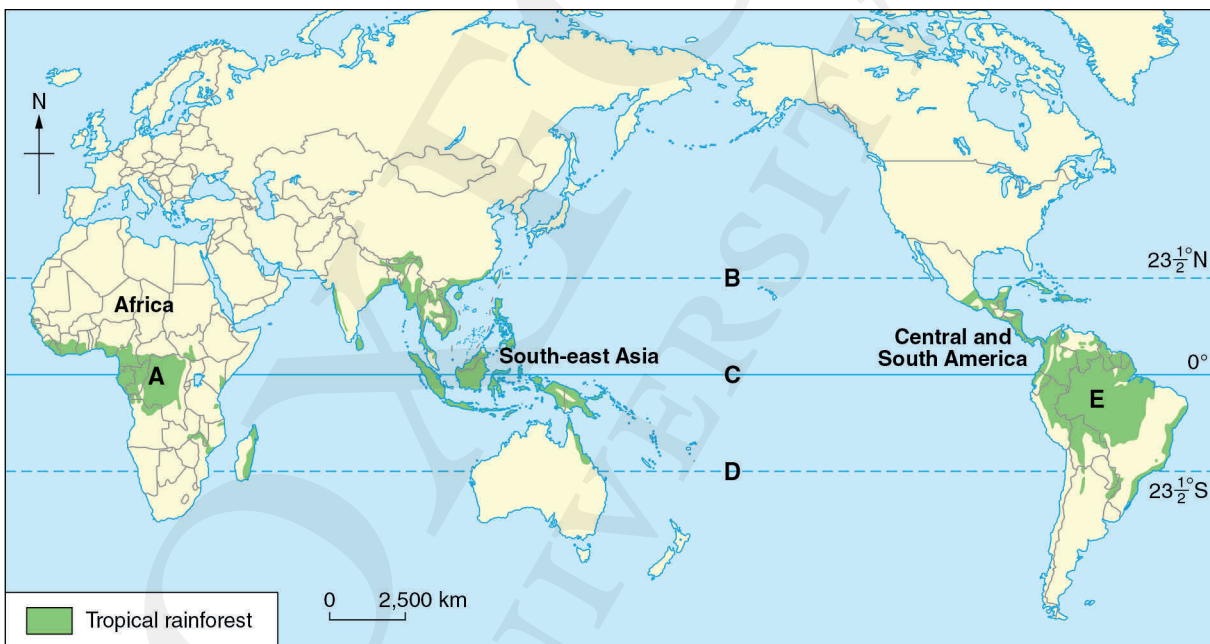 N
B
23½°N
Africa
Central and
South America
South-east Asia
A
C
0°
E
D
23½°S
0 2,500 km
Tropical rainforest